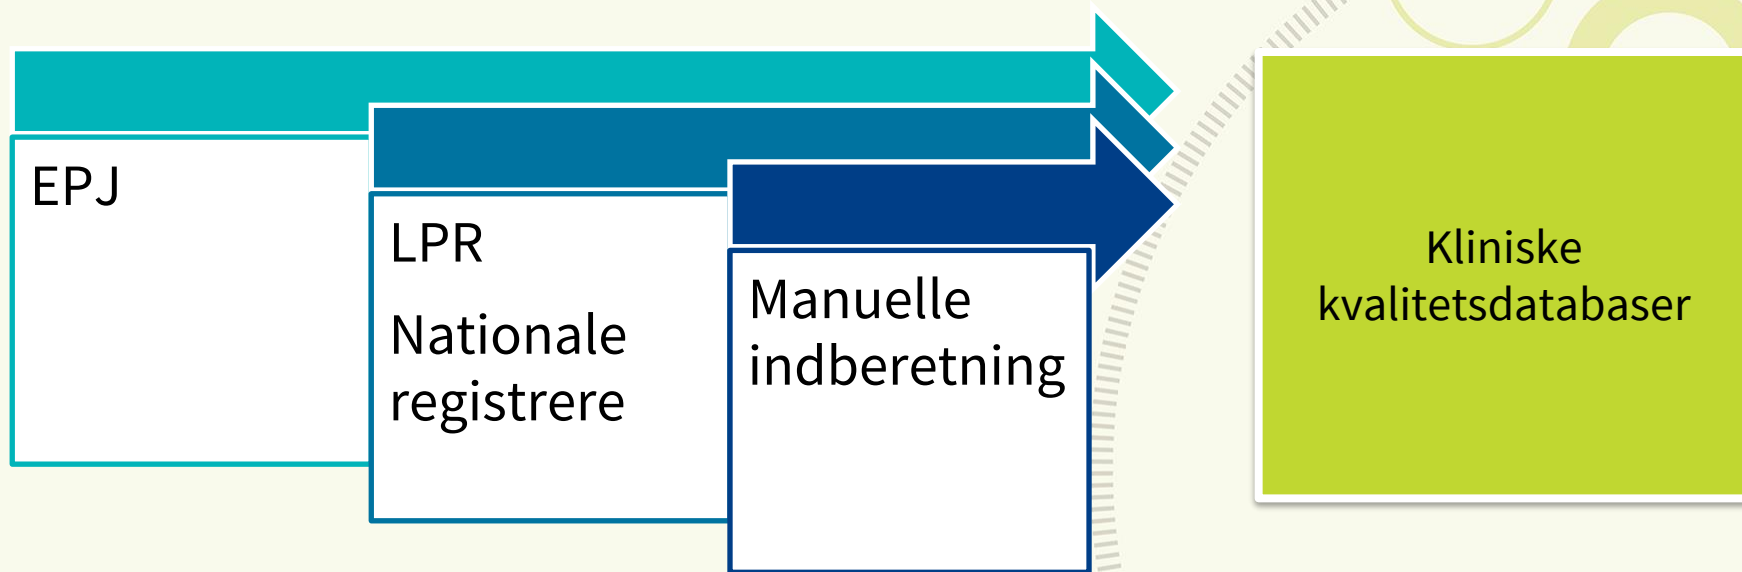 EPJ
LPR
Nationale
registrere
Manuelle
indberetning
Kliniske
kvalitetsdatabaser